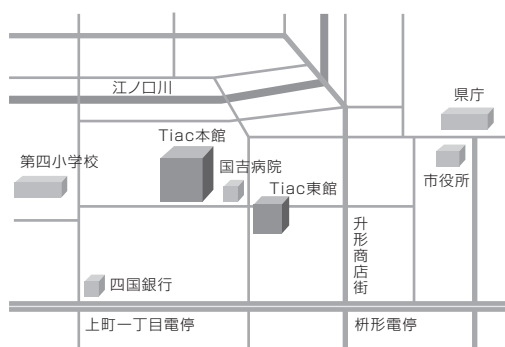 江ノ口川
県庁
Tiac本館
第四小学校
国吉病院
Tiac東館
市役所
升形商店街
四国銀行
上町一丁目電停
枡形電停